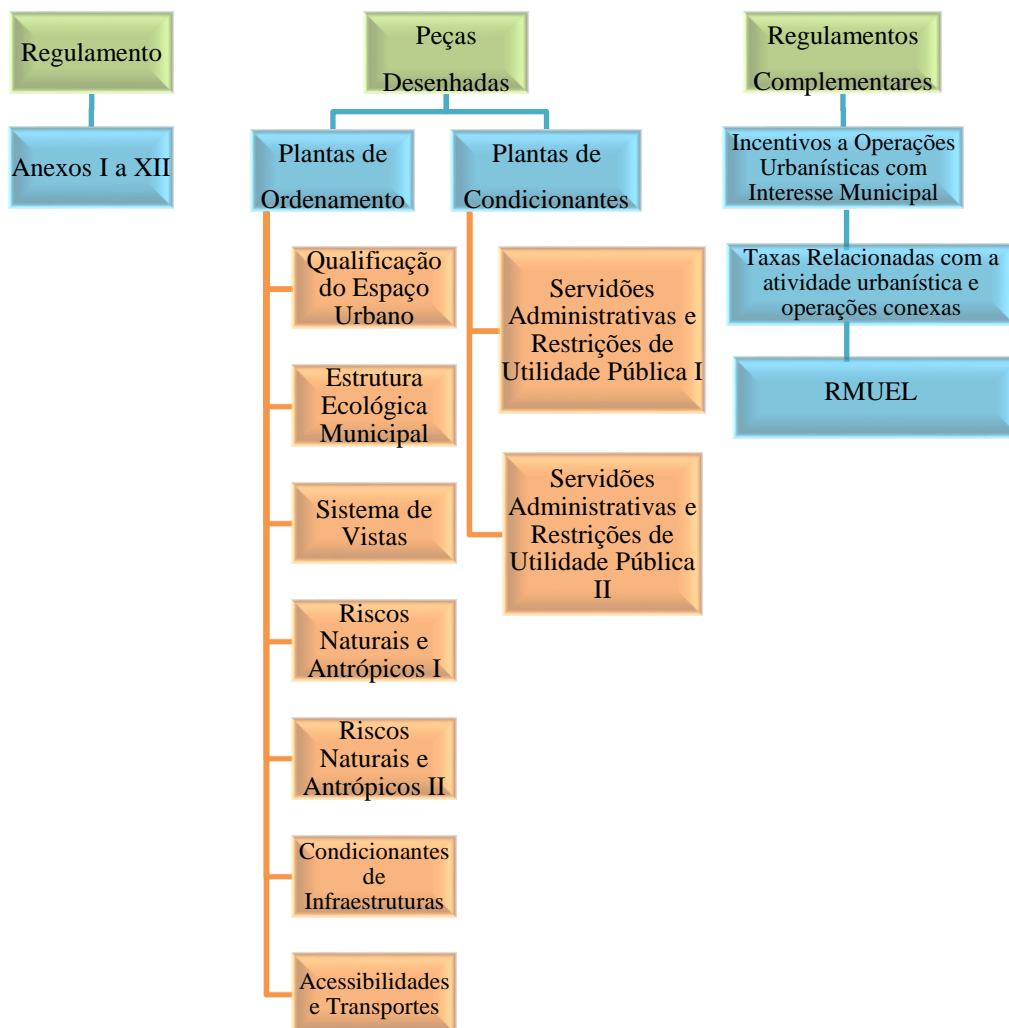 Regulamento
Anexos I a XII
Peças
Desenhadas
Plantas de
Ordenamento
Qualificação
do Espaço
Urbano
Estrutura
Ecológica
Municipal
Sistema de
Vistas
Riscos
Naturais e
Antrópicos I
Riscos
Naturais e
Antrópicos II
Condicionantes
de
Infraestruturas
Acessibilidades
e Transportes
Plantas de
Condicionantes
Servidões
Administrativas e
Restrições de
Utilidade Pública I
Servidões
Administrativas e
Restrições de
Utilidade Pública
II
Regulamentos
Complementares
Incentivos a Operações
Urbanísticas com
Interesse Municipal
Taxas Relacionadas com a
atividade urbanística e
operações conexas
RMUEL